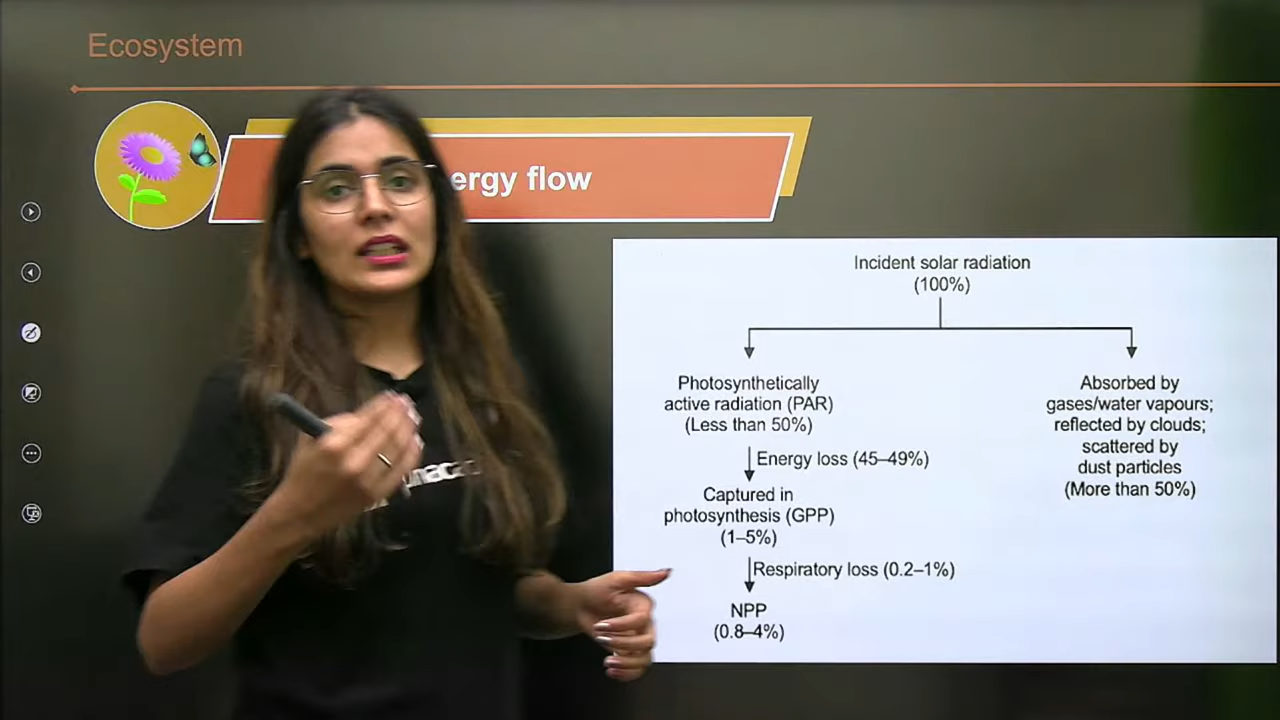 Ecosystem
ergy flow
Incident solar radiation
(100%)
Photosynthetically
active radiation (PAR)
(Less than 50%)
Energy loss (45–49%)
Captured in
photosynthesis (GPP)
(1–5%)
Respiratory loss (0.2–1%)
NPP
(0.8–4%)
Absorbed by
gases/water vapours;
reflected by clouds;
scattered by
dust particles
(More than 50%)